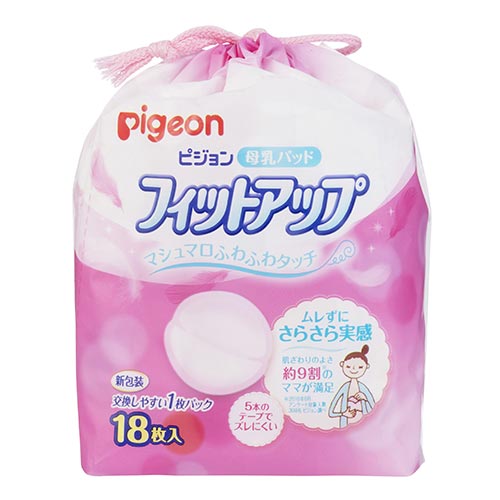 Pigeon
ピジョン 母乳パッド
フィットアップ
マシュマロふわふわタッチ
ムレずに
さらさら実感
肌ざわりのよさ
約9割の※
ママが満足
新包装
交換しやすい1枚パック
18枚入
5本の
テープで
ズレにくい